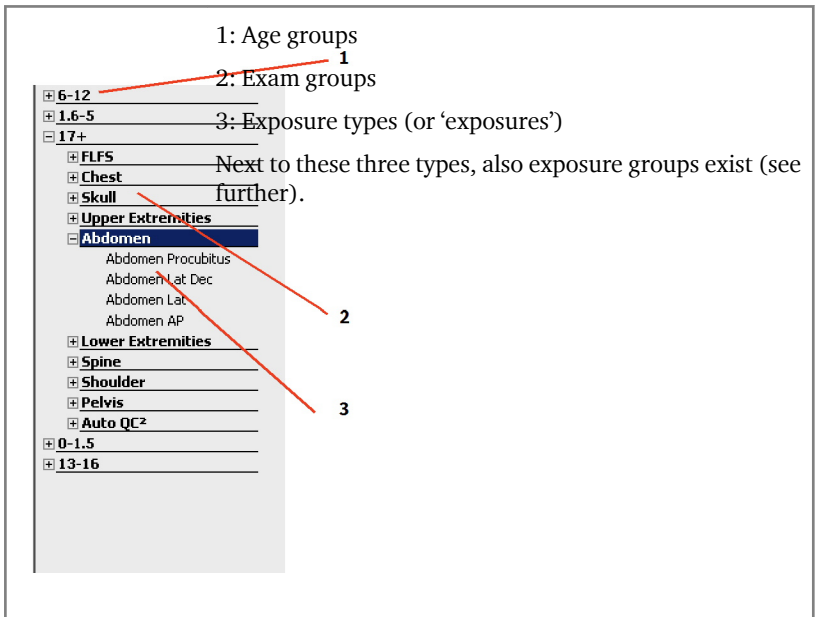 1: Age groups
1
2: Exam groups
3: Exposure types (or ‘exposures’)
Next to these three types, also exposure groups exist (see
further).
6-12
1.6-5
17+
FLFS
Chest
Skull
Upper Extremities
Abdomen
Abdomen Procubitus
Abdomen Lat Dec
Abdomen Lat
Abdomen AP
2
Lower Extremities
Spine
Shoulder
Pelvis
3
Auto QC²
0-1.5
13-16